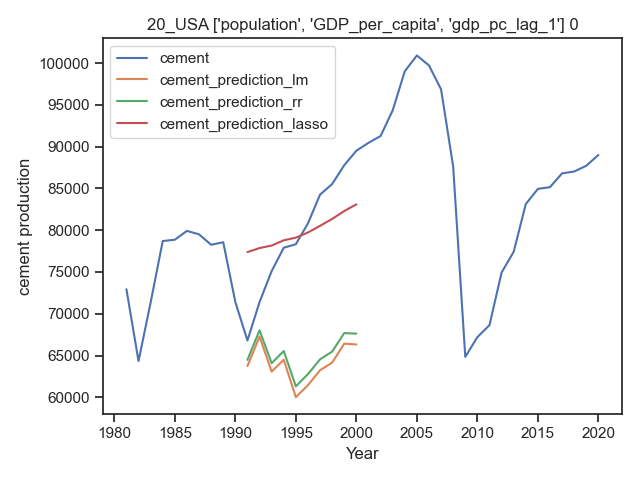 20_USA ['population', 'GDP_per_capita', 'gdp_pc_lag_1'] 0
cement
cement_prediction_lm
cement_prediction_rr
cement_prediction_lasso
cement production
100000
95000
90000
85000
80000
75000
70000
65000
60000
1980 1985 1990 1995 2000 2005 2010 2015 2020
Year